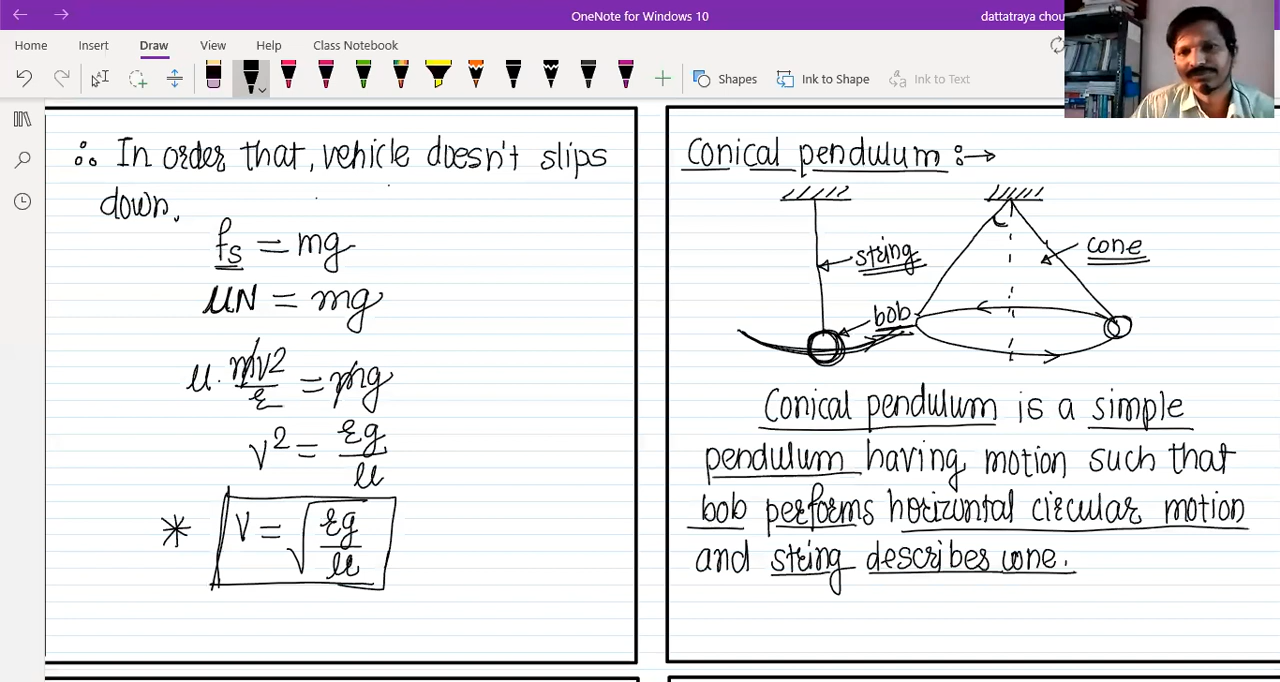 OneNote for Windows 10
dattatraya chou
Home Insert Draw View Help Class Notebook
Shapes Ink to Shape Ink to Text
∴ In order that, vehicle doesn't slips
down.
fs = mg
μN = mg
μ. mv2/r = mg
v2 = rg/μ
* V = √rg/μ
Conical pendulum :→
string
cone
bob
Conical pendulum is a simple
pendulum having motion such that
bob performs horizontal circular motion
and string describes cone.